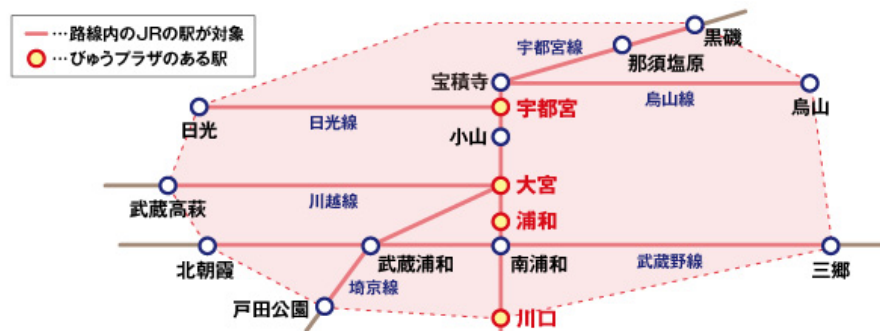 …路線内のJRの駅が対象
…びゅうプラザのある駅
宇都宮線
黒磯
那須塩原
宝積寺
烏山線
烏山
日光
日光線
宇都宮
小山
武蔵高萩
川越線
大宮
浦和
北朝霞
武蔵浦和
南浦和
武蔵野線
三郷
埼京線
戸田公園
川口